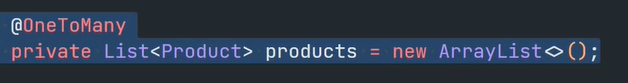 @OneToMany
private List<Product> products = new ArrayList<>();